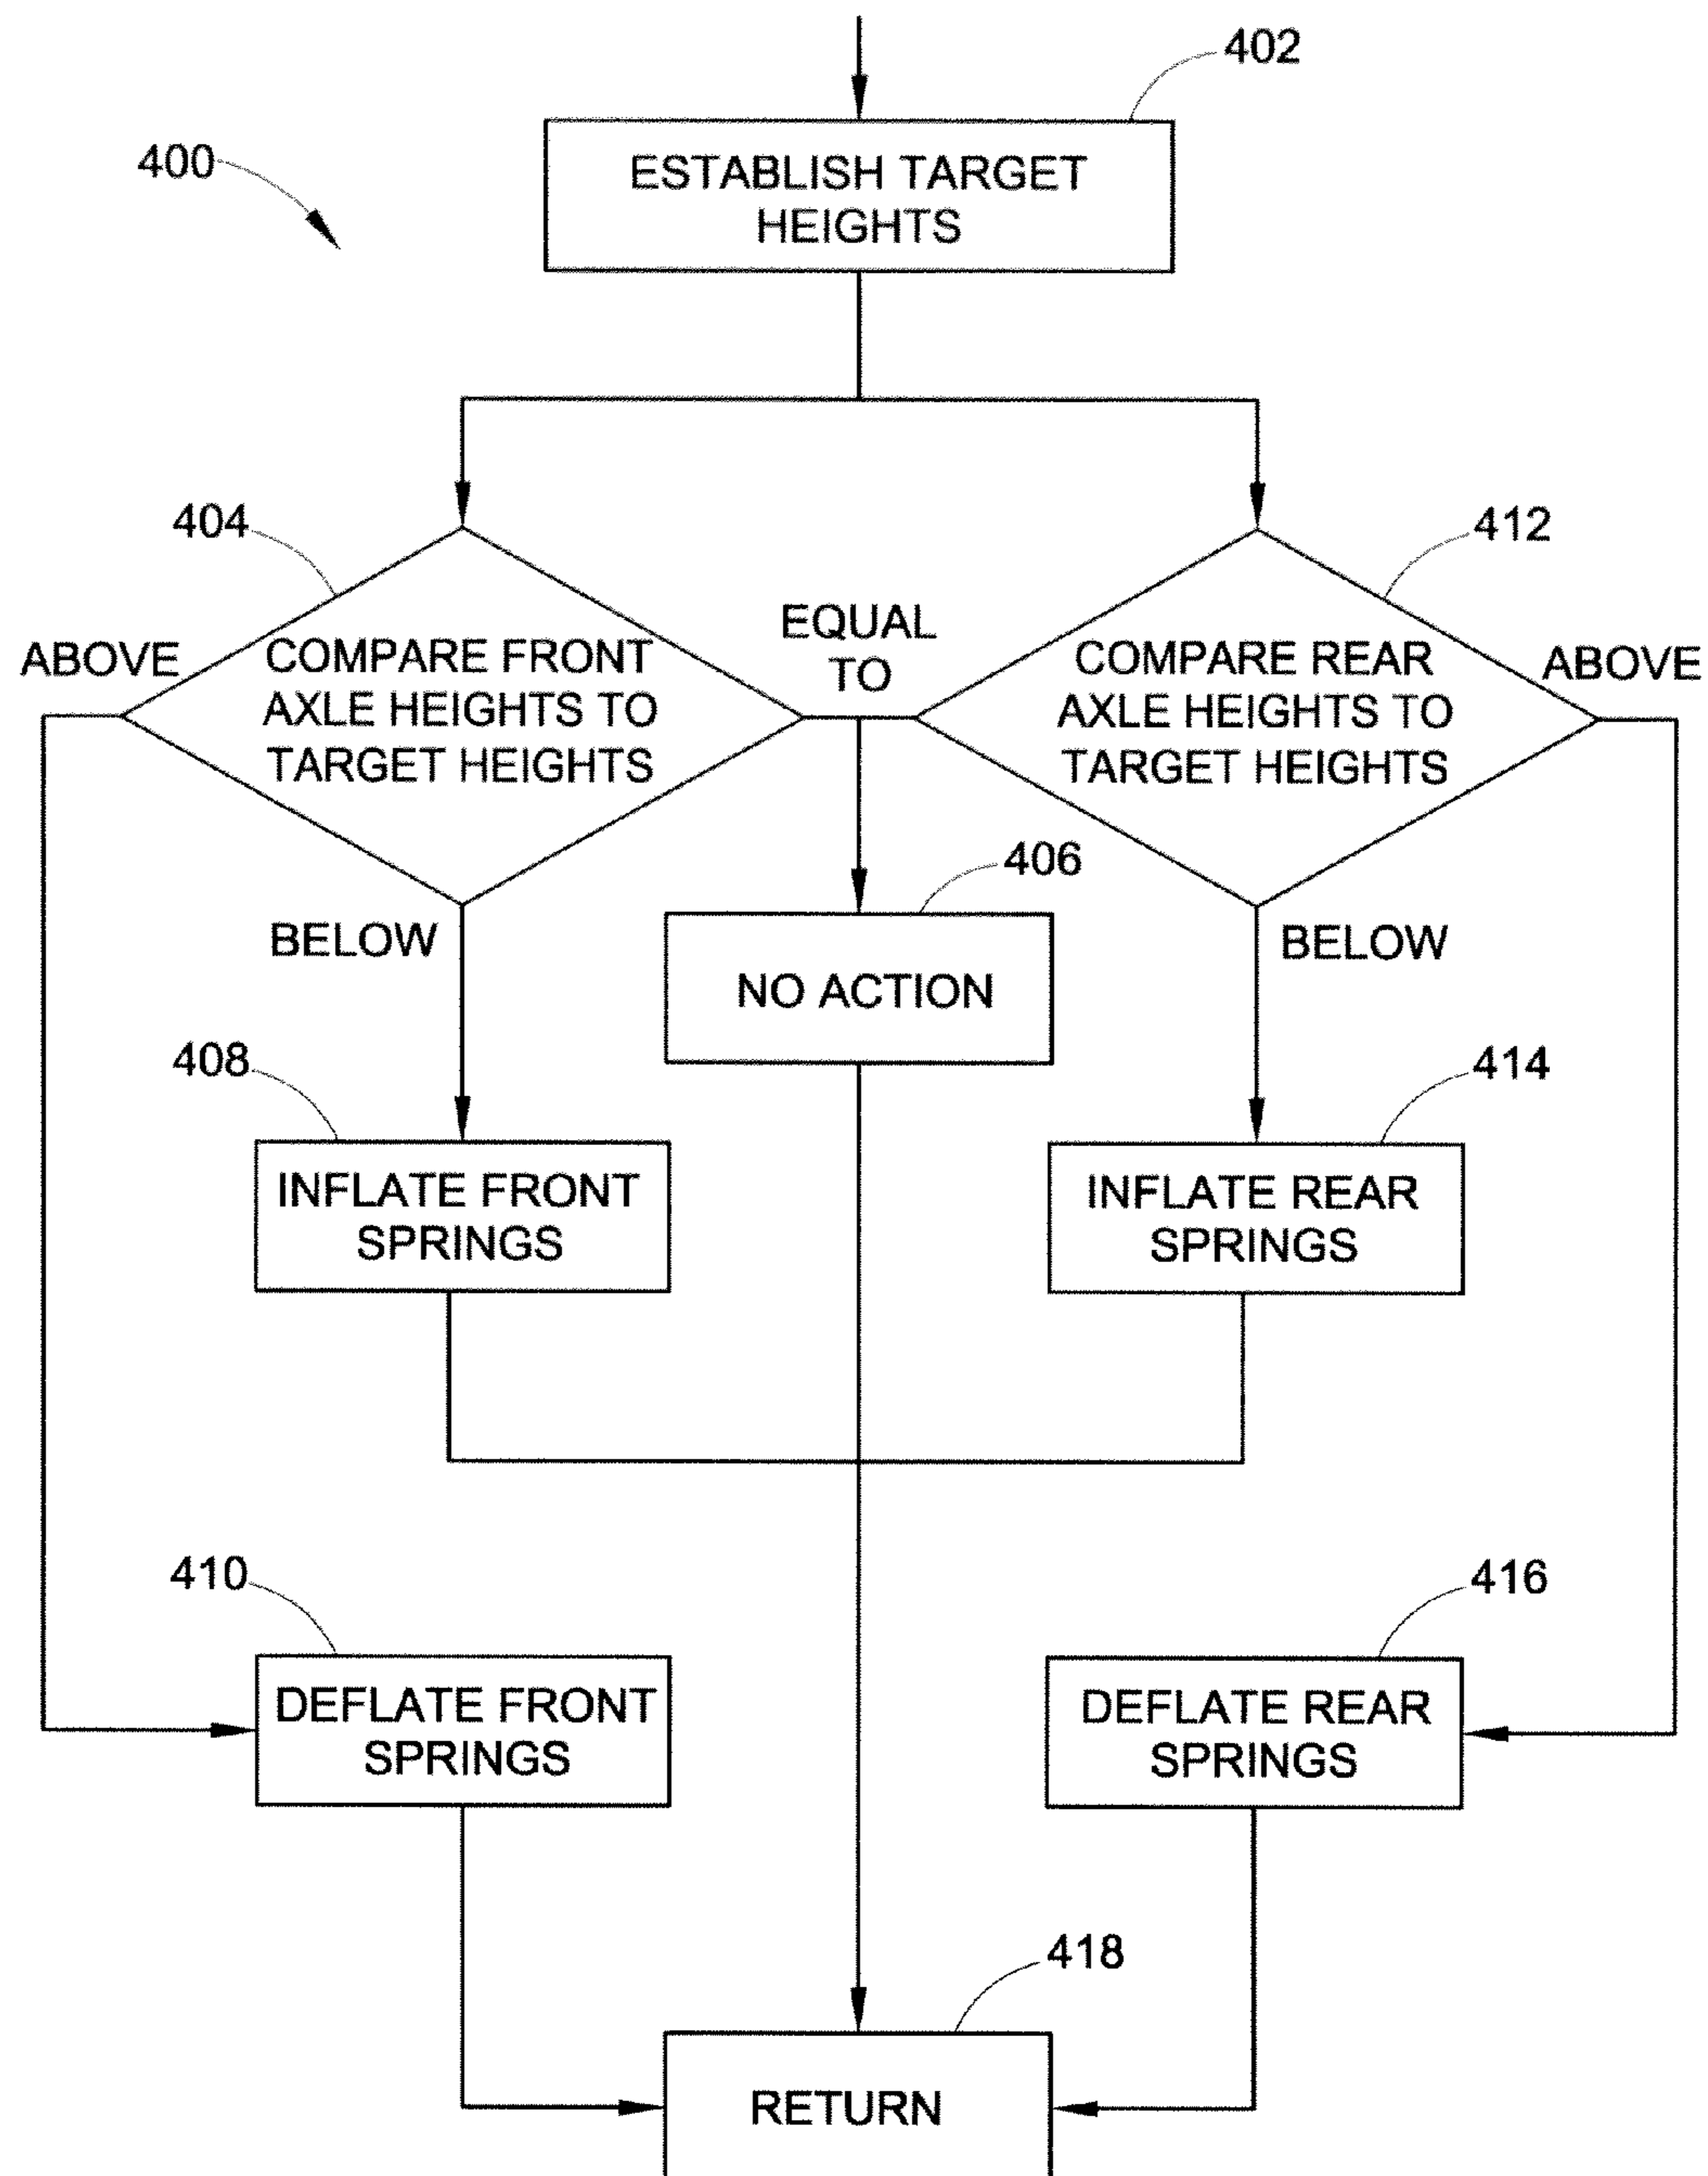 402
400
ESTABLISH TARGET
HEIGHTS
404
412
EQUAL
TO
ABOVE
COMPARE FRONT
AXLE HEIGHTS TO
TARGET HEIGHTS
COMPARE REAR
AXLE HEIGHTS TO
TARGET HEIGHTS
ABOVE
406
BELOW
BELOW
NO ACTION
408
414
INFLATE FRONT
SPRINGS
INFLATE REAR
SPRINGS
410
416
DEFLATE FRONT
SPRINGS
DEFLATE REAR
SPRINGS
418
RETURN